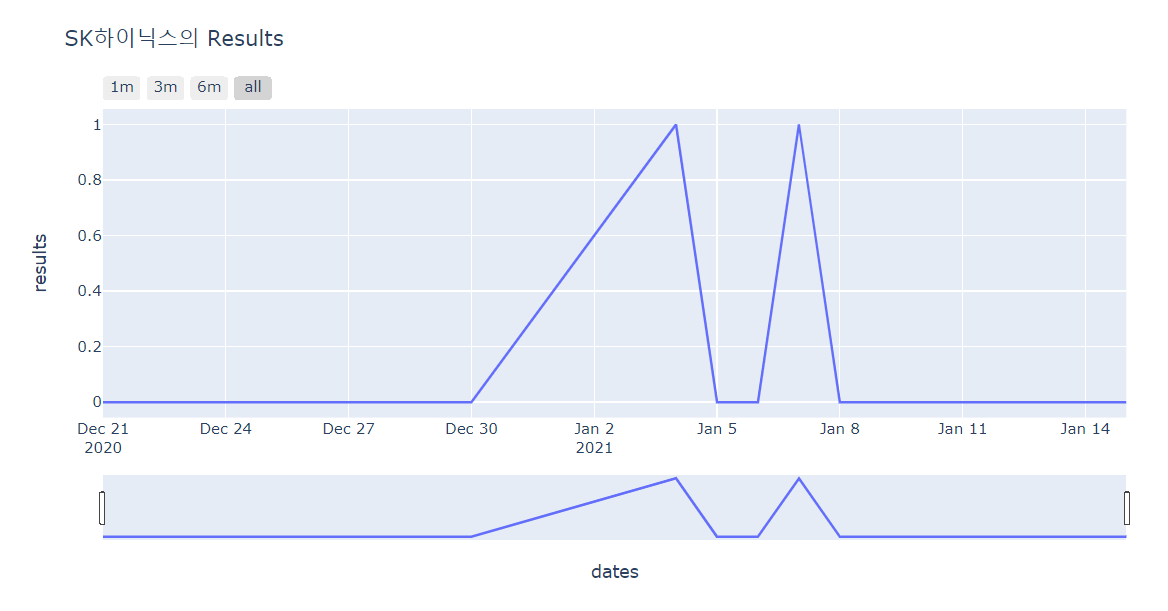 SK하이닉스의 Results
1m 3m 6m all
1
0.8
0.6
0.4
0.2
0
results
Dec 21 Dec 24 Dec 27 Dec 30 Jan 2 Jan 5 Jan 8 Jan 11 Jan 14
2020 2021
dates